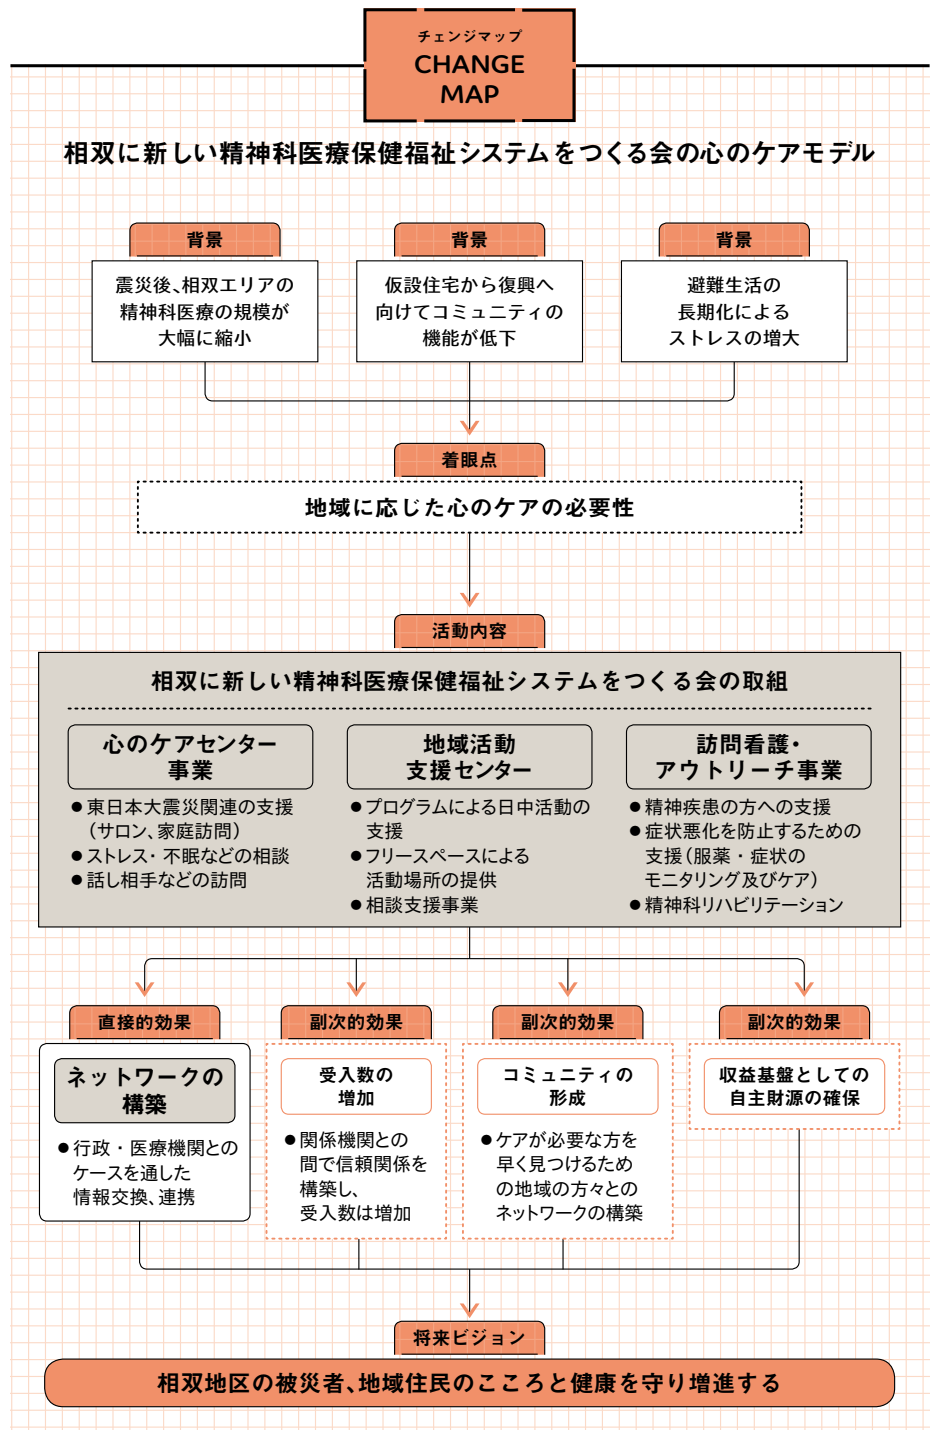 チェンジマップ
CHANGE
MAP
相双に新しい精神科医療保健福祉システムをつくる会の心のケアモデル
背景
震災後、相双エリアの
精神科医療の規模が
大幅に縮小
背景
仮設住宅から復興へ
向けてコミュニティの
機能が低下
背景
避難生活の
長期化による
ストレスの増大
着眼点
地域に応じた心のケアの必要性
活動内容
相双に新しい精神科医療保健福祉システムをつくる会の取組
心のケアセンター
事業
●東日本大震災関連の支援
（サロン、家庭訪問）
●ストレス・不眠などの相談
●話し相手などの訪問
地域活動
支援センター
●プログラムによる日中活動の
支援
●フリースペースによる
活動場所の提供
●相談支援事業
訪問看護・
アウトリーチ事業
●精神疾患の方への支援
●症状悪化を防止するための
支援（服薬・症状の
モニタリング及びケア）
●精神科リハビリテーション
直接的効果
ネットワークの
構築
●行政・医療機関との
ケースを通した
情報交換、連携
副次的効果
受入数の
増加
●関係機関との
間で信頼関係を
構築し、
受入数は増加
副次的効果
コミュニティの
形成
●ケアが必要な方を
早く見つけるため
の地域の方々との
ネットワークの構築
副次的効果
収益基盤としての
自主財源の確保
将来ビジョン
相双地区の被災者、地域住民のこころと健康を守り増進する